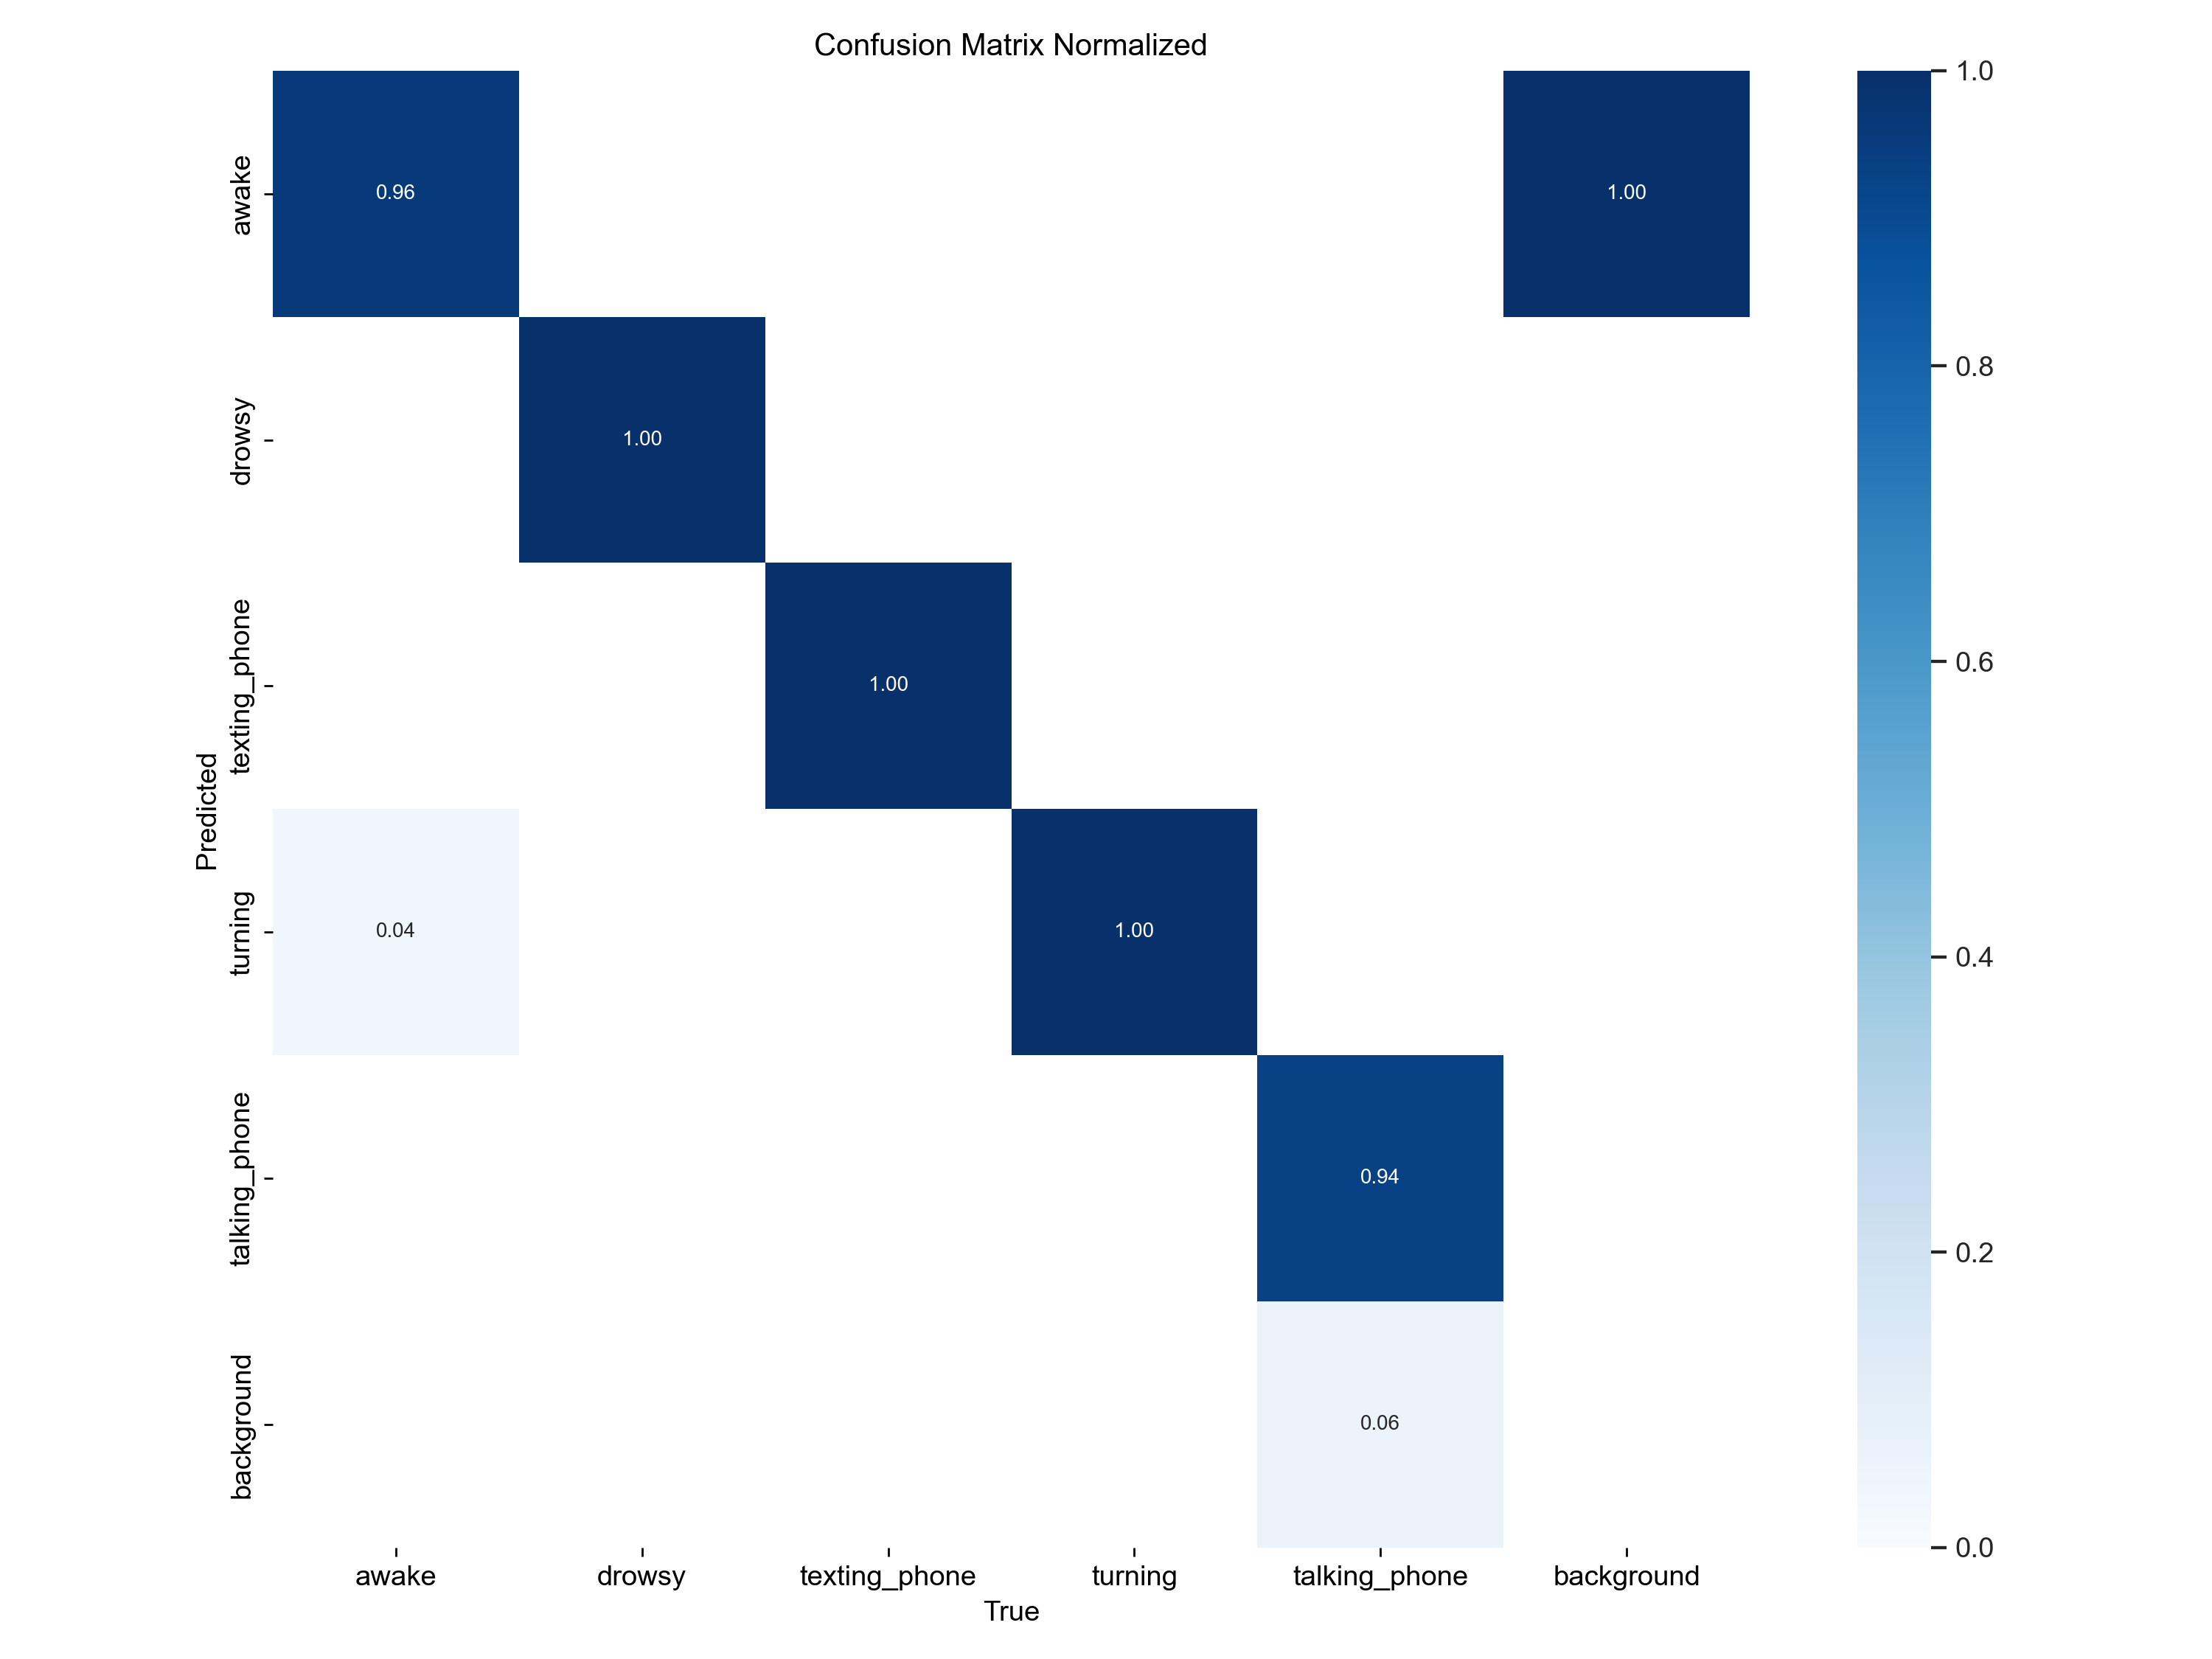 Confusion Matrix Normalized
awake
drowsy
texting_phone
turning
talking_phone
background
Predicted
0.96
1.00
1.00
1.00
0.04
1.00
0.94
0.06
awake
drowsy
texting_phone
turning
talking_phone
background
True
1.0
0.8
0.6
0.4
0.2
0.0